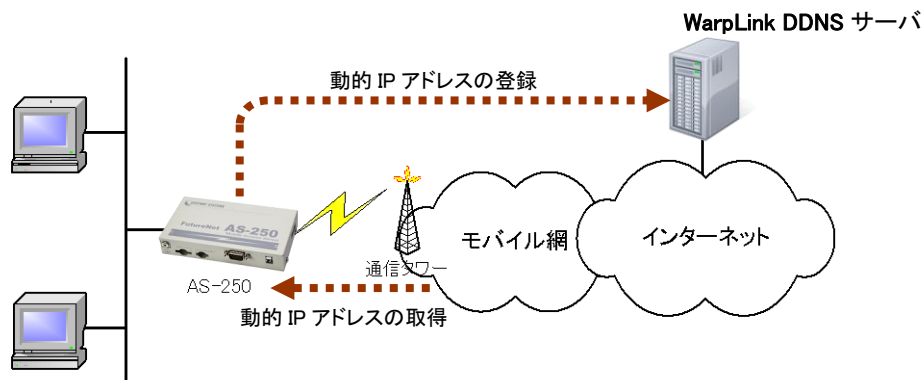 WarpLink DDNS サーバ
動的 IP アドレスの登録
モバイル網
インターネット
FutureNet AS-250
通信タワー
AS-250
動的 IP アドレスの取得